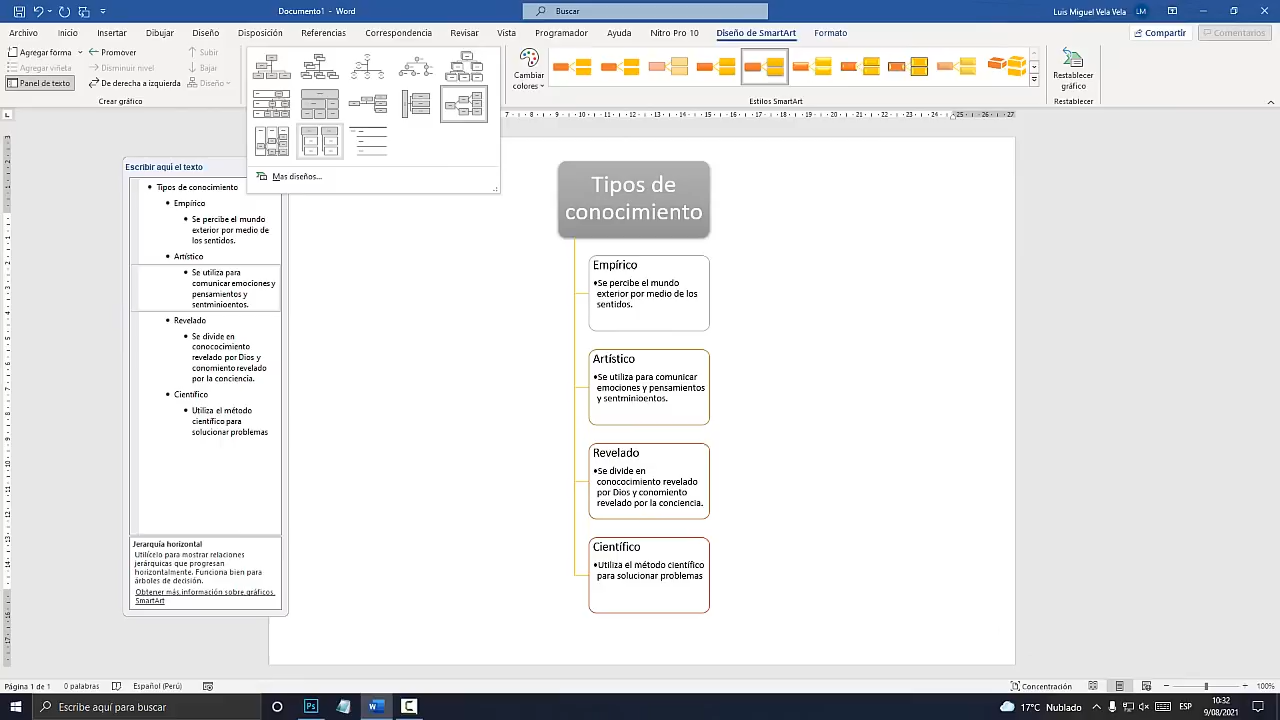 Documento1 - Word
Buscar
Luis Miguel Vela Vela
LM
Archivo
Inicio
Insertar
Dibujar
Diseño
Disposición
Referencias
Correspondencia
Revisar
Vista
Programador
Ayuda
Nitro Pro 10
Diseño de SmartArt
Formato
Compartir
Comentarios
Agregar forma
Promover
Subir
Agregar viñeta
Disminuir nivel
Bajar
Panel de texto
De derecha a izquierda
Diseño
Crear gráfico
Más diseños...
Cambiar
colores
Estilos SmartArt
Restablecer
gráfico
Restablecer
Escribir aquí el texto
• Tipos de conocimiento
• Empírico
• Se percibe el mundo
exterior por medio de
los sentidos.
• Artístico
• Se utiliza para
comunicar emociones y
pensamientos y
sentminioentos.
• Revelado
• Se divide en
conococimiento
revelado por Dios y
conomiento revelado
por la conciencia.
• Científico
• Utiliza el método
científico para
solucionar problemas
Jerarquía horizontal
Utilícelo para mostrar relaciones
jerárquicas que progresan
horizontalmente. Funciona bien para
árboles de decisión.
Obtener más información sobre gráficos
SmartArt
Tipos de
conocimiento
Empírico
•Se percibe el mundo
exterior por medio de los
sentidos.
Artístico
•Se utiliza para comunicar
emociones y pensamientos
y sentminioentos.
Revelado
•Se divide en
conococimiento revelado
por Dios y conomiento
revelado por la conciencia.
Científico
•Utiliza el método científico
para solucionar problemas
Página 1 de 1
0 palabras
Español (Perú)
Concentración
100%
Escribe aquí para buscar
Ps
17°C Nublado
ESP
10:32
9/08/2021